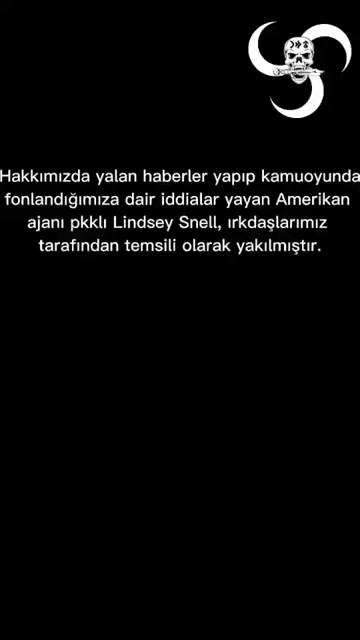 Hakkımızda yalan haberler yapıp kamuoyunda
fonlandığımıza dair iddialar yayan Amerikan
ajanı pkklı Lindsey Snell, ırkdaşlarımız
tarafından temsili olarak yakılmıştır.